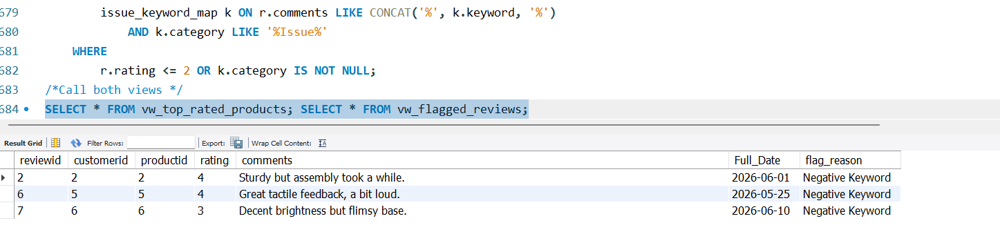 679 issue_keyword_map k ON r.comments LIKE CONCAT('%', k.keyword, '%')
680 AND k.category LIKE '%Issue%'
681 WHERE
682 r.rating <= 2 OR k.category IS NOT NULL;
683 /*Call both views */
684 SELECT * FROM vw_top_rated_products; SELECT * FROM vw_flagged_reviews;
Result Grid Filter Rows: Export: Wrap Cell Content:
reviewid customerid productid rating comments Full_Date flag_reason
2 2 2 4 Sturdy but assembly took a while. 2026-06-01 Negative Keyword
6 5 5 4 Great tactile feedback, a bit loud. 2026-05-25 Negative Keyword
7 6 6 3 Decent brightness but flimsy base. 2026-06-10 Negative Keyword